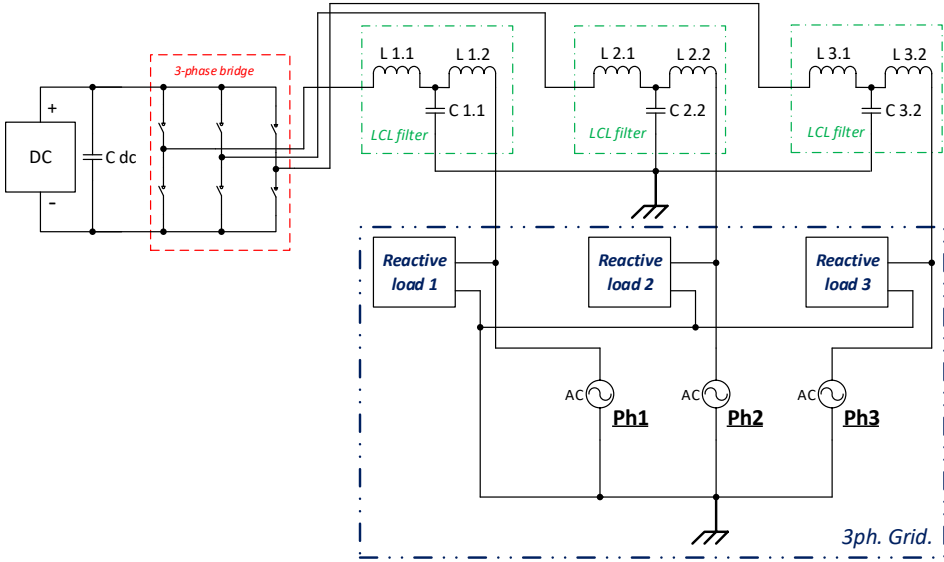 L 1.1
L 1.2
L 2.1
L 2.2
L 3.1
L 3.2
3-phase bridge
C 1.1
C 2.2
C 3.2
LCL filter
LCL filter
LCL filter
+
DC
C dc
-
Reactive
load 1
Reactive
load 2
Reactive
load 3
AC
AC
AC
Ph1
Ph2
Ph3
3ph. Grid.